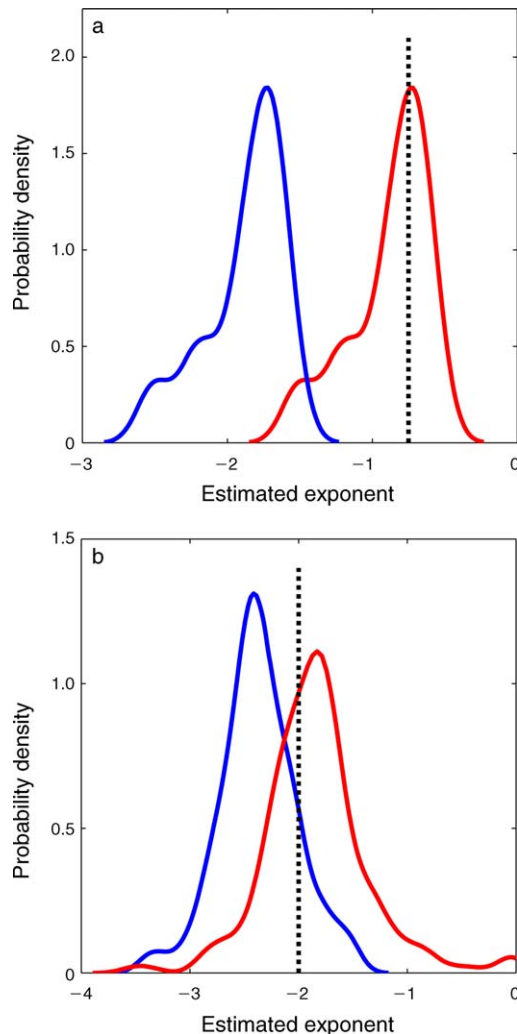 a
2.0
1.5
1.0
0.5
0
Probability density
−3 −2 −1 0
Estimated exponent
b
1.5
1.0
0.5
0
Probability density
−4 −3 −2 −1 0
Estimated exponent